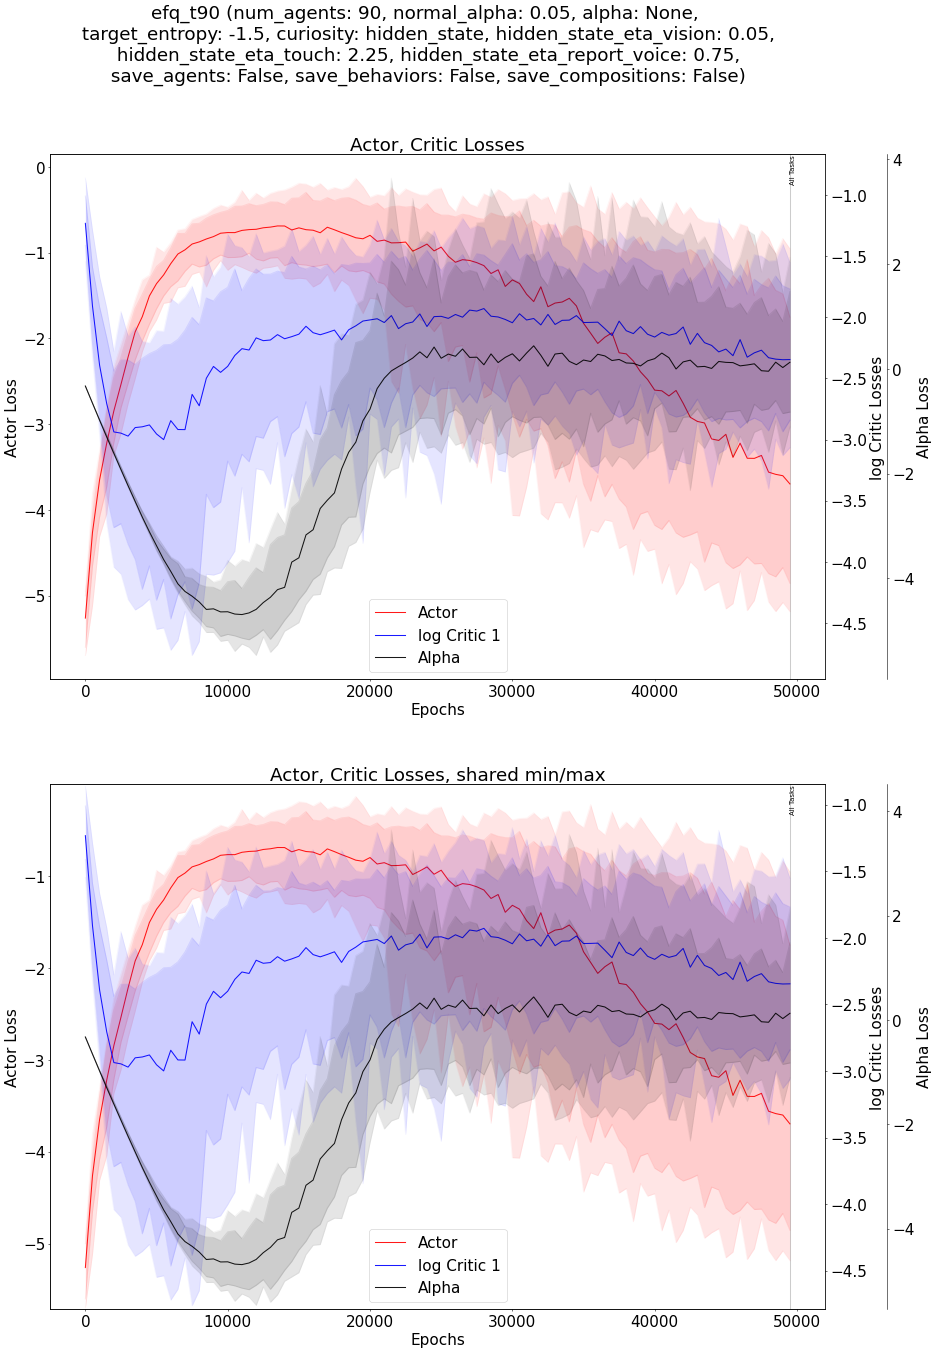 efq_t90 (num_agents: 90, normal_alpha: 0.05, alpha: None,
target_entropy: -1.5, curiosity: hidden_state, hidden_state_eta_vision: 0.05,
hidden_state_eta_touch: 2.25, hidden_state_eta_report_voice: 0.75,
save_agents: False, save_behaviors: False, save_compositions: False)
Actor, Critic Losses
All Tasks
Actor Loss
0
−1
−2
−3
−4
−5
log Critic Losses
−1.0
−1.5
−2.0
−2.5
−3.0
−3.5
−4.0
−4.5
Alpha Loss
4
2
0
−2
−4
Actor
log Critic 1
Alpha
0 10000 20000 30000 40000 50000
Epochs
Actor, Critic Losses, shared min/max
All Tasks
Actor Loss
−1
−2
−3
−4
−5
log Critic Losses
−1.0
−1.5
−2.0
−2.5
−3.0
−3.5
−4.0
−4.5
Alpha Loss
4
2
0
−2
−4
Actor
log Critic 1
Alpha
0 10000 20000 30000 40000 50000
Epochs